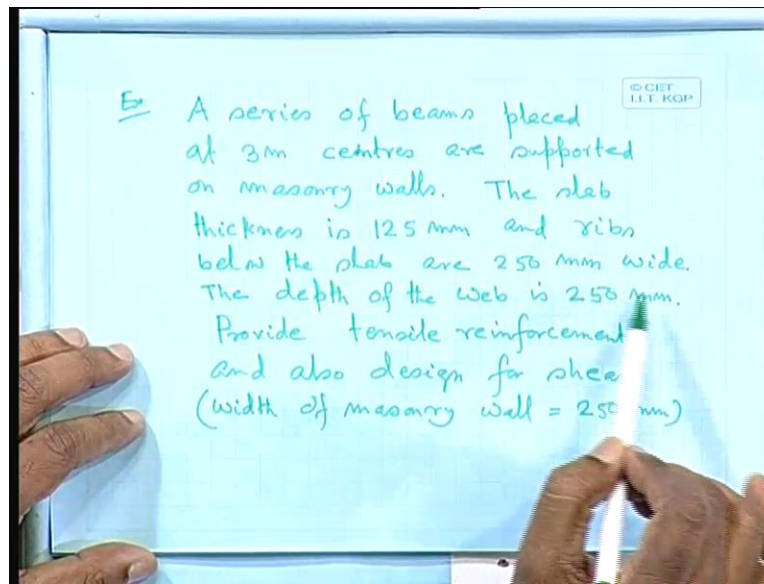 © CET
I.I.T. KGP
Ex A series of beams placed
at 3m centres are supported
on masonry walls. The slab
thickness is 125 mm and ribs
below the slab are 250 mm wide.
The depth of the web is 250 mm.
Provide tensile reinforcement
and also design for shea
(width of masonry wall = 250 mm)